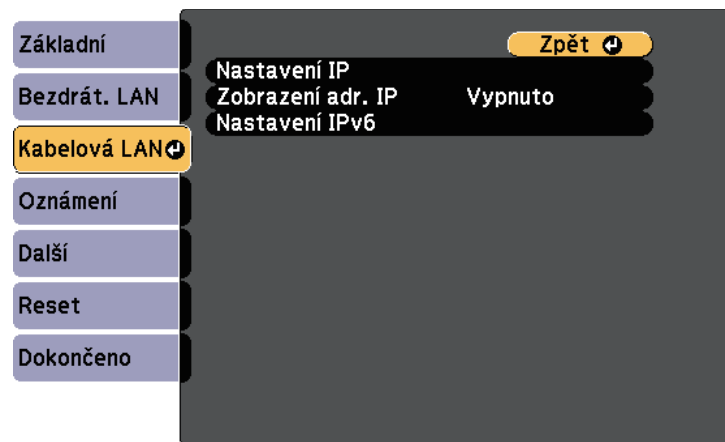 Základní
Bezdrát. LAN
Kabelová LAN
Oznámení
Další
Reset
Dokončeno
Zpět
Nastavení IP
Zobrazení adr. IP Vypnuto
Nastavení IPv6